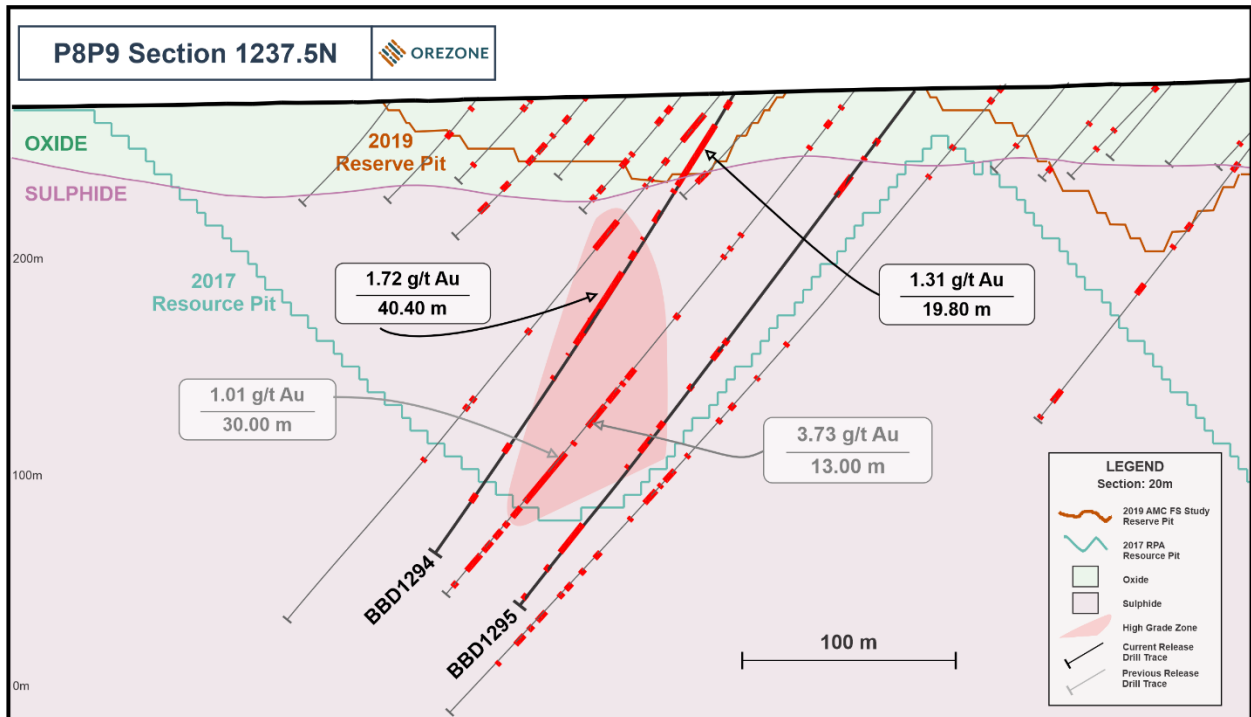 P8P9 Section 1237.5N
OREZONE
OXIDE
2019
Reserve Pit
SULPHIDE
200m
2017
Resource Pit
1.72 g/t Au
40.40 m
1.31 g/t Au
19.80 m
1.01 g/t Au
30.00 m
3.73 g/t Au
13.00 m
100m
BBD1294
BBD1295
100 m
0m
LEGEND
Section: 20m
2019 AMC FS Study
Reserve Pit
2017 RPA
Resource Pit
Oxide
Sulphide
High Grade Zone
Current Release
Drill Trace
Previous Release
Drill Trace